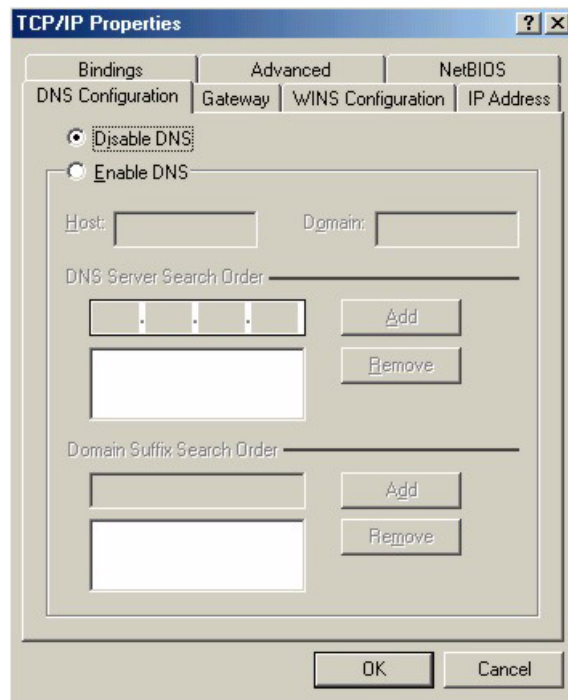 TCP/IP Properties
Bindings Advanced NetBIOS
DNS Configuration Gateway WINS Configuration IP Address
Disable DNS
Enable DNS
Host: Domain:
DNS Server Search Order
. . . Add
Remove
Domain Suffix Search Order
Add
Remove
OK Cancel